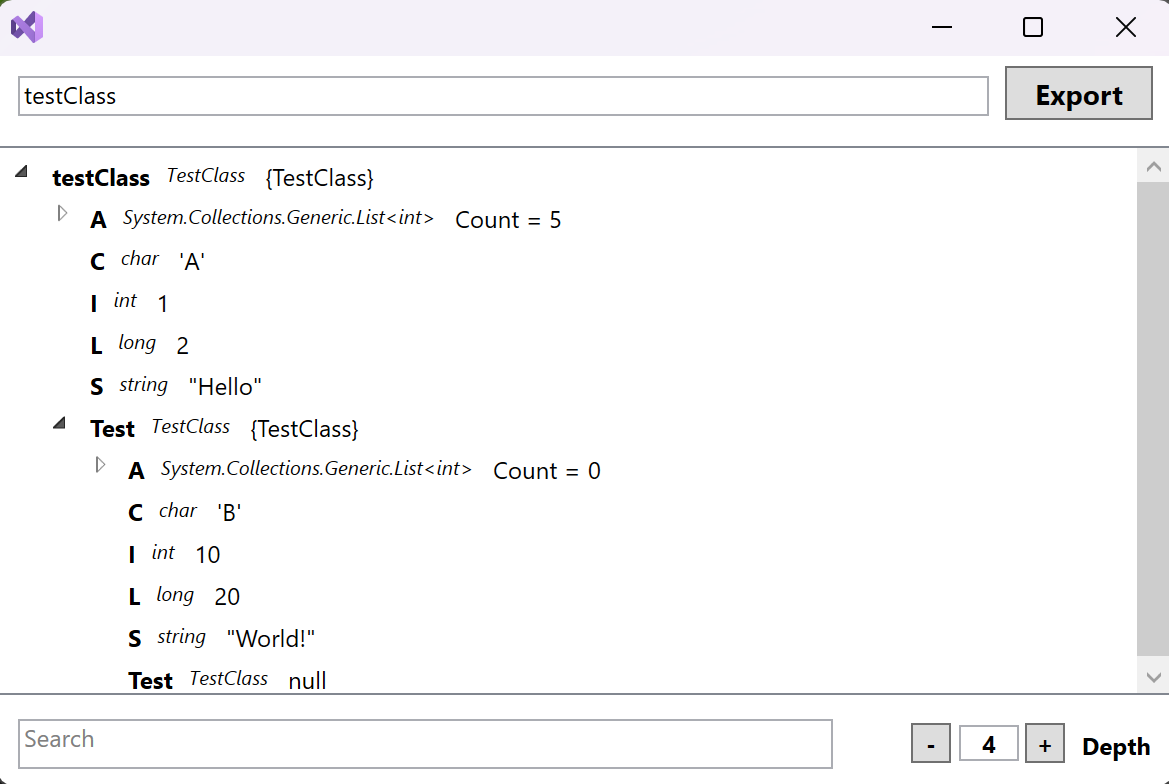 testClass Export
testClass TestClass {TestClass}
A System.Collections.Generic.List<int> Count = 5
C char 'A'
I int 1
L long 2
S string "Hello"
Test TestClass {TestClass}
A System.Collections.Generic.List<int> Count = 0
C char 'B'
I int 10
L long 20
S string "World!"
Test TestClass null
Search - 4 + Depth